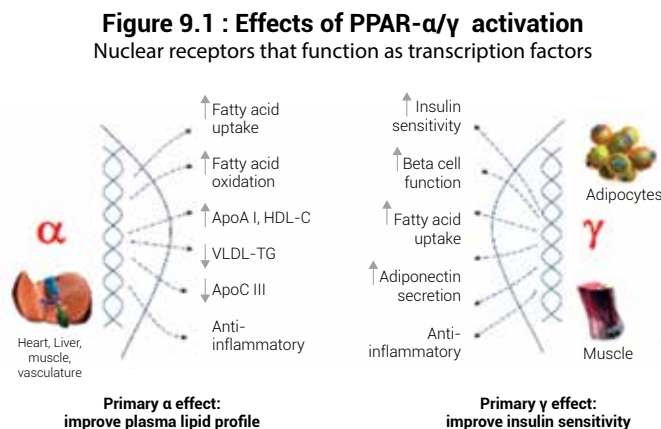 Figure 9.1 : Effects of PPAR-α/γ activation
Nuclear receptors that function as transcription factors
α
Heart, Liver,
muscle,
vasculature
↑ Fatty acid
uptake
↑ Fatty acid
oxidation
↑ ApoA I, HDL-C
↓ VLDL-TG
↓ ApoC III
Anti-
inflammatory
Primary α effect:
improve plasma lipid profile
↑ Insulin
sensitivity
↑ Beta cell
function
↑ Fatty acid
uptake
↑ Adiponectin
secretion
Anti-
inflammatory
γ
Adipocytes
Muscle
Primary γ effect:
improve insulin sensitivity